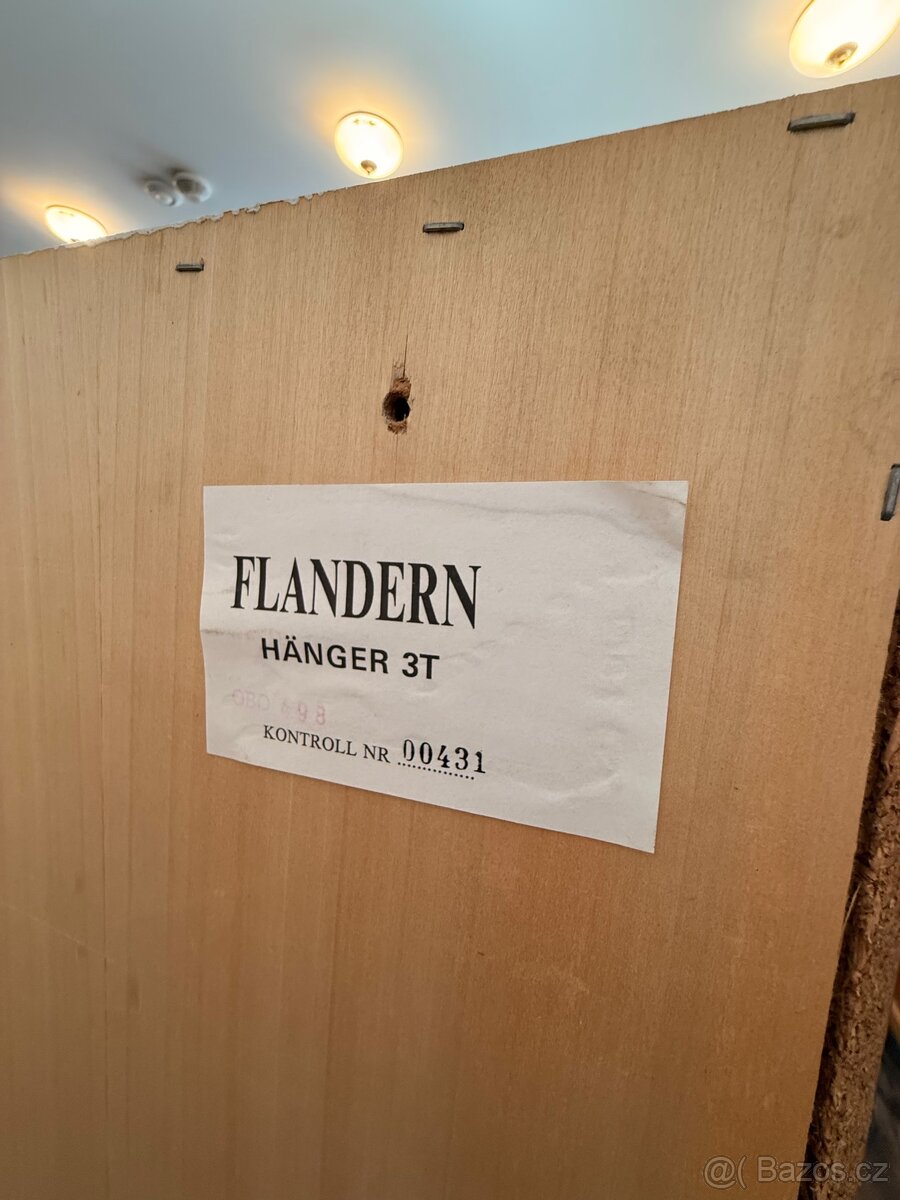 FLANDERN
HÄNGER 3T
KONTROLL NR 00431
@( Bazos.cz